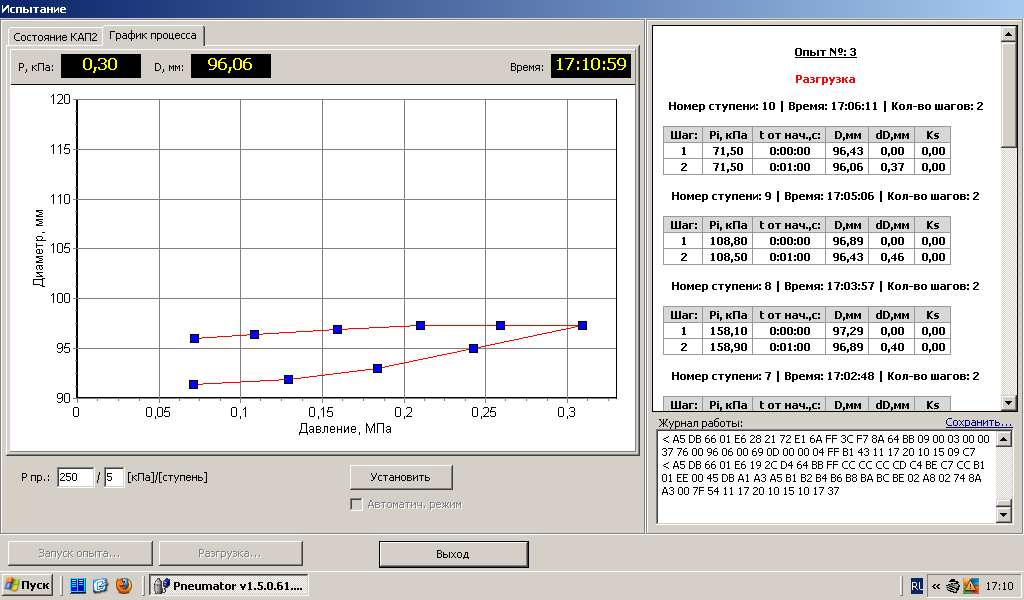 Испытание
Состояние КАП2
График процесса
P, кПа: 0,30 D, мм: 96,06 Время: 17:10:59
120
115
110
105
100
95
90
Диаметр, мм
0 0,05 0,1 0,15 0,2 0,25 0,3
Давление, МПа
P пр.: 250 / 5 [кПа]/[ступень]
Установить
Автоматич. режим
Опыт №: 3
Разгрузка
Номер ступени: 10 | Время: 17:06:11 | Кол-во шагов: 2
Шаг: Pi, кПа t от нач.,с: D,мм dD,мм Ks
1 71,50 0:00:00 96,43 0,00 0,00
2 71,50 0:01:00 96,06 0,37 0,00
Номер ступени: 9 | Время: 17:05:06 | Кол-во шагов: 2
Шаг: Pi, кПа t от нач.,с: D,мм dD,мм Ks
1 108,80 0:00:00 96,89 0,00 0,00
2 108,50 0:01:00 96,43 0,46 0,00
Номер ступени: 8 | Время: 17:03:57 | Кол-во шагов: 2
Шаг: Pi, кПа t от нач.,с: D,мм dD,мм Ks
1 158,10 0:00:00 97,29 0,00 0,00
2 158,90 0:01:00 96,89 0,40 0,00
Номер ступени: 7 | Время: 17:02:48 | Кол-во шагов: 2
Шаг: Pi, кПа t от нач.,с: D,мм dD,мм Ks
Журнал работы: Сохранить...
< A5 DB 66 01 E6 28 21 72 E1 6A FF 3C F7 8A 64 BB 09 00 03 00 00
37 76 00 96 06 00 69 0D 00 00 04 FF B1 43 11 17 20 10 15 09 C7
< A5 DB 66 01 E6 19 2C D4 64 BB FF CC CC CC CD C4 BE C7 CC B1
01 EE 00 45 DB A1 A3 A5 B1 B2 B4 B6 B8 BA BC BE 02 A8 02 74 8A
A3 00 7F 54 11 17 20 10 15 10 17 37
Запуск опыта...
Разгрузка...
Выход
Пуск
Pneumator v1.5.0.61....
RU
«
17:10